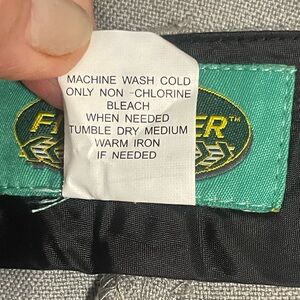 MACHINE WASH COLD
ONLY NON -CHLORINE
BLEACH
WHEN NEEDED
TUMBLE DRY MEDIUM
WARM IRON
IF NEEDED